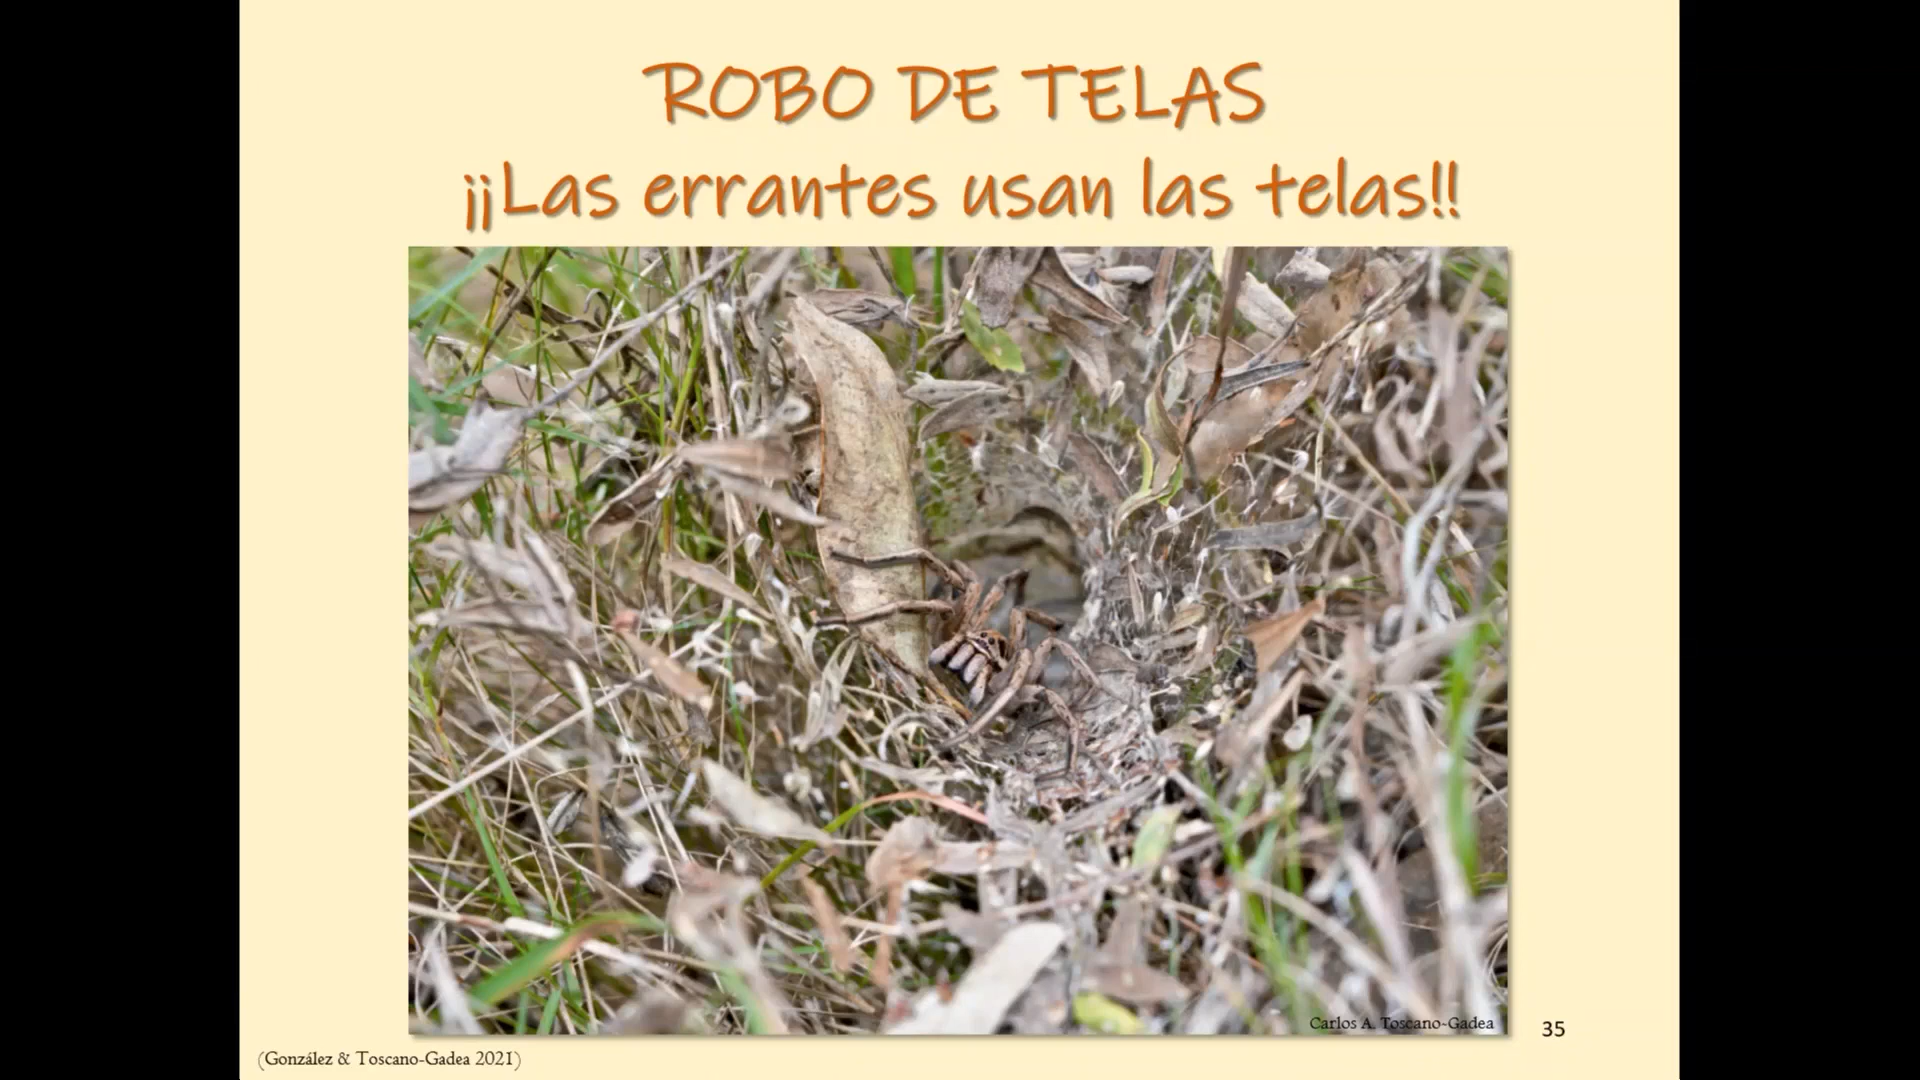 ROBO DE TELAS
¡¡Las errantes usan las telas!!
Carlos A. Toscano-Gadea
35
(González & Toscano-Gadea 2021)